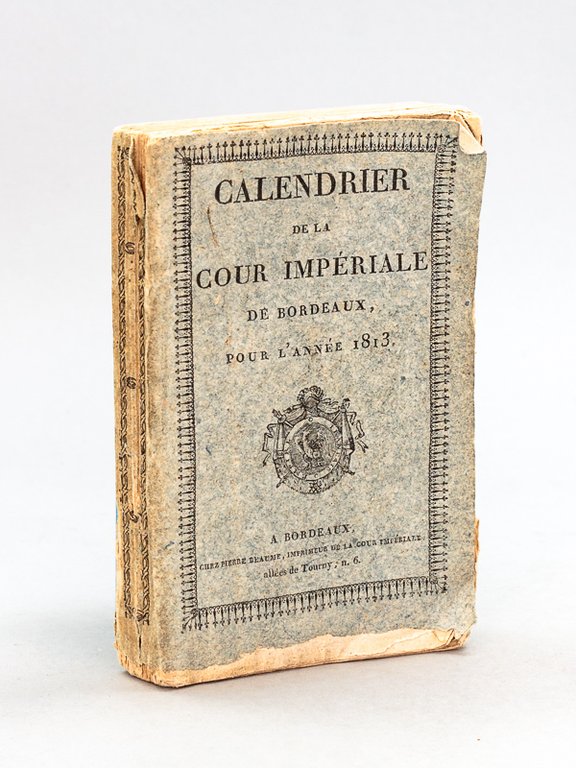 CALENDRIER
DE LA
COUR IMPÉRIALE
DE BORDEAUX,
POUR L'ANNÉE 1813.
A BORDEAUX,
CHEZ PIERRE BEAUME, IMPRIMEUR DE LA COUR IMPÉRIALE
allées de Tourny, n. 6.